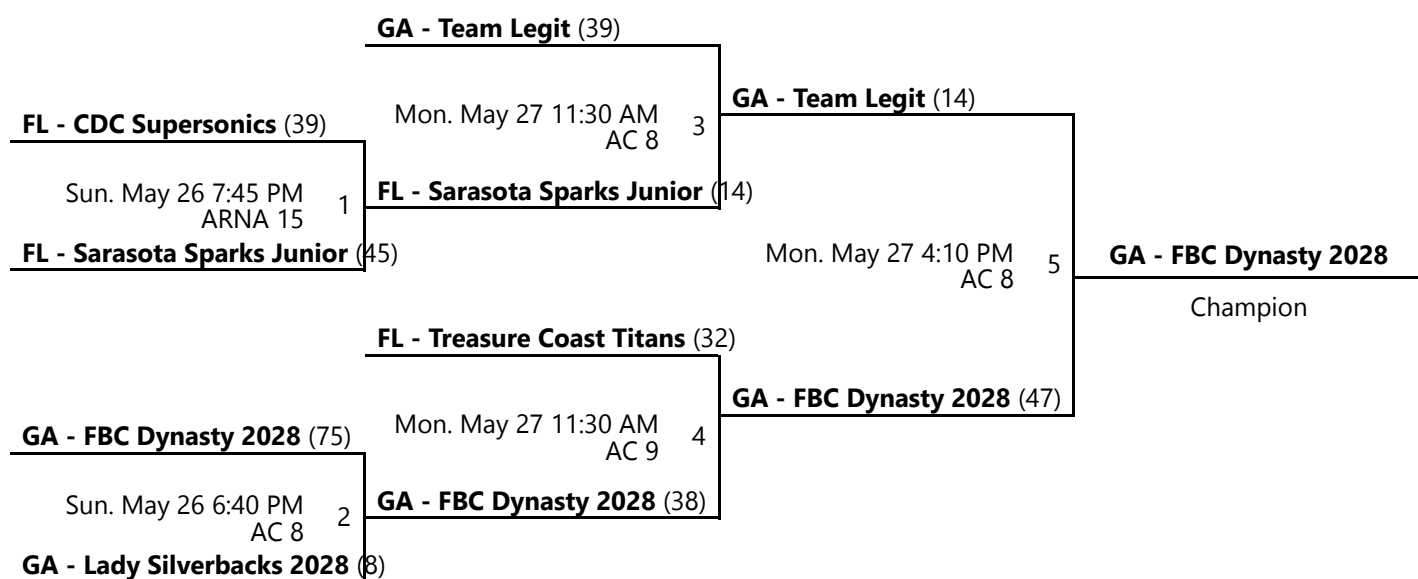 GA - Team Legit (39)
Mon. May 27 11:30 AM
AC 8
3
GA - Team Legit (14)
FL - CDC Supersonics (39)
Sun. May 26 7:45 PM
ARNA 15
1
FL - Sarasota Sparks Junior (14)
FL - Sarasota Sparks Junior (45)
Mon. May 27 4:10 PM
AC 8
5
GA - FBC Dynasty 2028
Champion
FL - Treasure Coast Titans (32)
Mon. May 27 11:30 AM
AC 9
4
GA - FBC Dynasty 2028 (47)
GA - FBC Dynasty 2028 (75)
Sun. May 26 6:40 PM
AC 8
2
GA - FBC Dynasty 2028 (38)
GA - Lady Silverbacks 2028 (8)